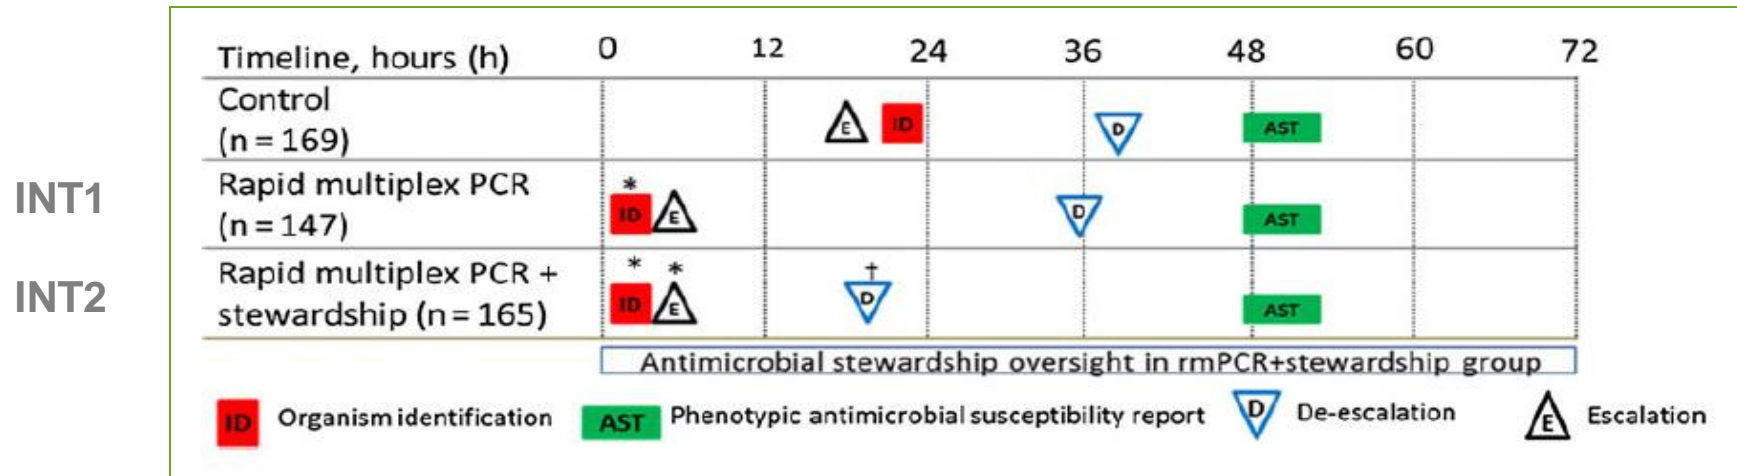 Timeline, hours (h) 0 12 24 36 48 60 72
Control
(n = 169)
E ID D AST
INT1
Rapid multiplex PCR
(n = 147)
* ID E D AST
INT2
Rapid multiplex PCR +
stewardship (n = 165)
* * †
ID E D AST
Antimicrobial stewardship oversight in rmPCR+stewardship group
ID Organism identification AST Phenotypic antimicrobial susceptibility report D De-escalation E Escalation